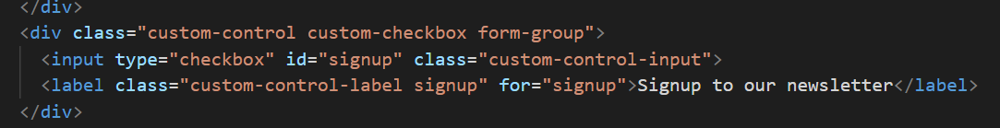 </div>
<div class="custom-control custom-checkbox form-group">
<input type="checkbox" id="signup" class="custom-control-input">
<label class="custom-control-label signup" for="signup">Signup to our newsletter</label>
</div>